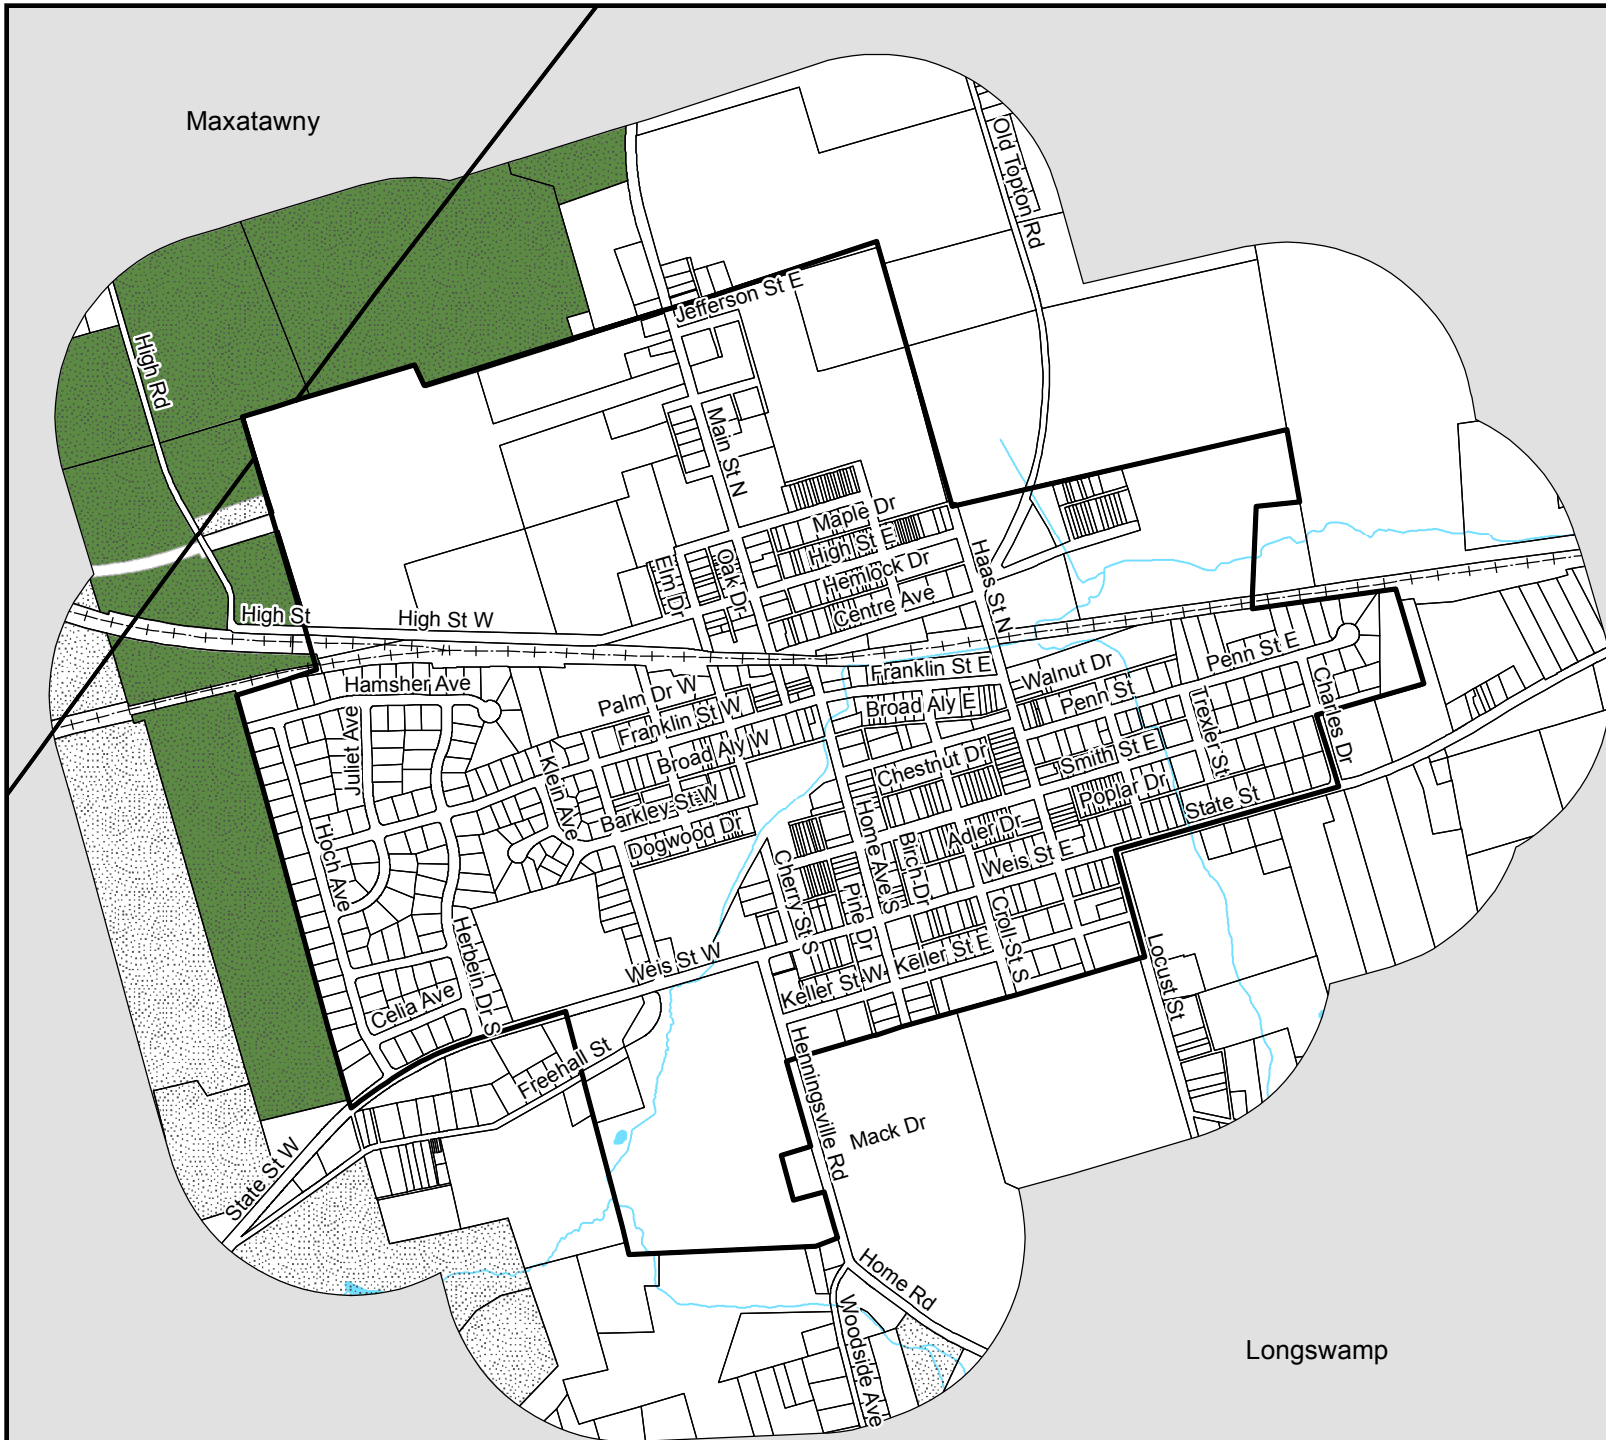 Maxatawny
Old Topton Rd
Jefferson St E
High Rd
Main St N
Maple Dr
High St E
Hemlock Dr
Centre Ave
Elm Dr
Oak Dr
Haas St N
High St
High St W
Franklin St E
Walnut Dr
Penn St E
Hamsher Ave
Palm Dr W
Franklin St W
Broad Aly E
Penn St
Trexler St
Charles Dr
Juliet Ave
Broad Aly W
Klein Ave
Chestnut Dr
Smith St E
Poplar Dr
State St
Barkley St W
Dogwood Dr
Hoch Ave
Home Ave S
Birch Dr
Adler Dr
Weis St E
Cherry St S
Pine Dr
Croll St S
Herbein Dr S
Weis St W
Keller St E
Keller St W
Locust St
Celia Ave
Freehall St
Henningsville Rd
Mack Dr
State St W
Home Rd
Woodside Ave
Longswamp